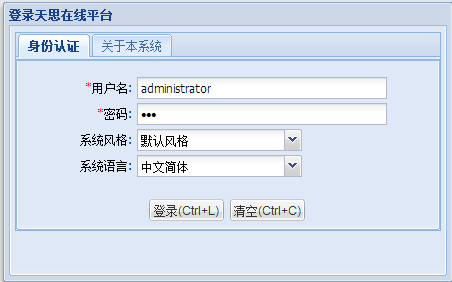 登录天思在线平台
身份认证 关于本系统
*用户名: administrator
*密码: •••
系统风格: 默认风格
系统语言: 中文简体
登录(Ctrl+L) 清空(Ctrl+C)